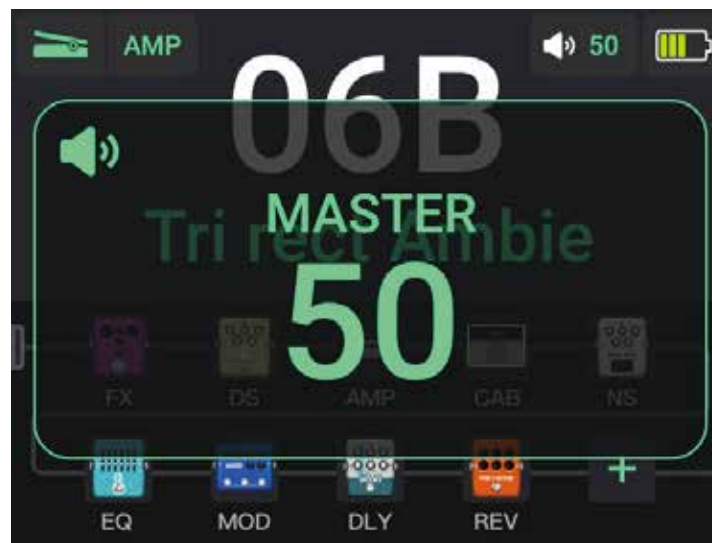 AMP
50
06B
MASTER
Tri rect Ambie
50
FX DS AMP CAB NS
EQ MOD DLY REV